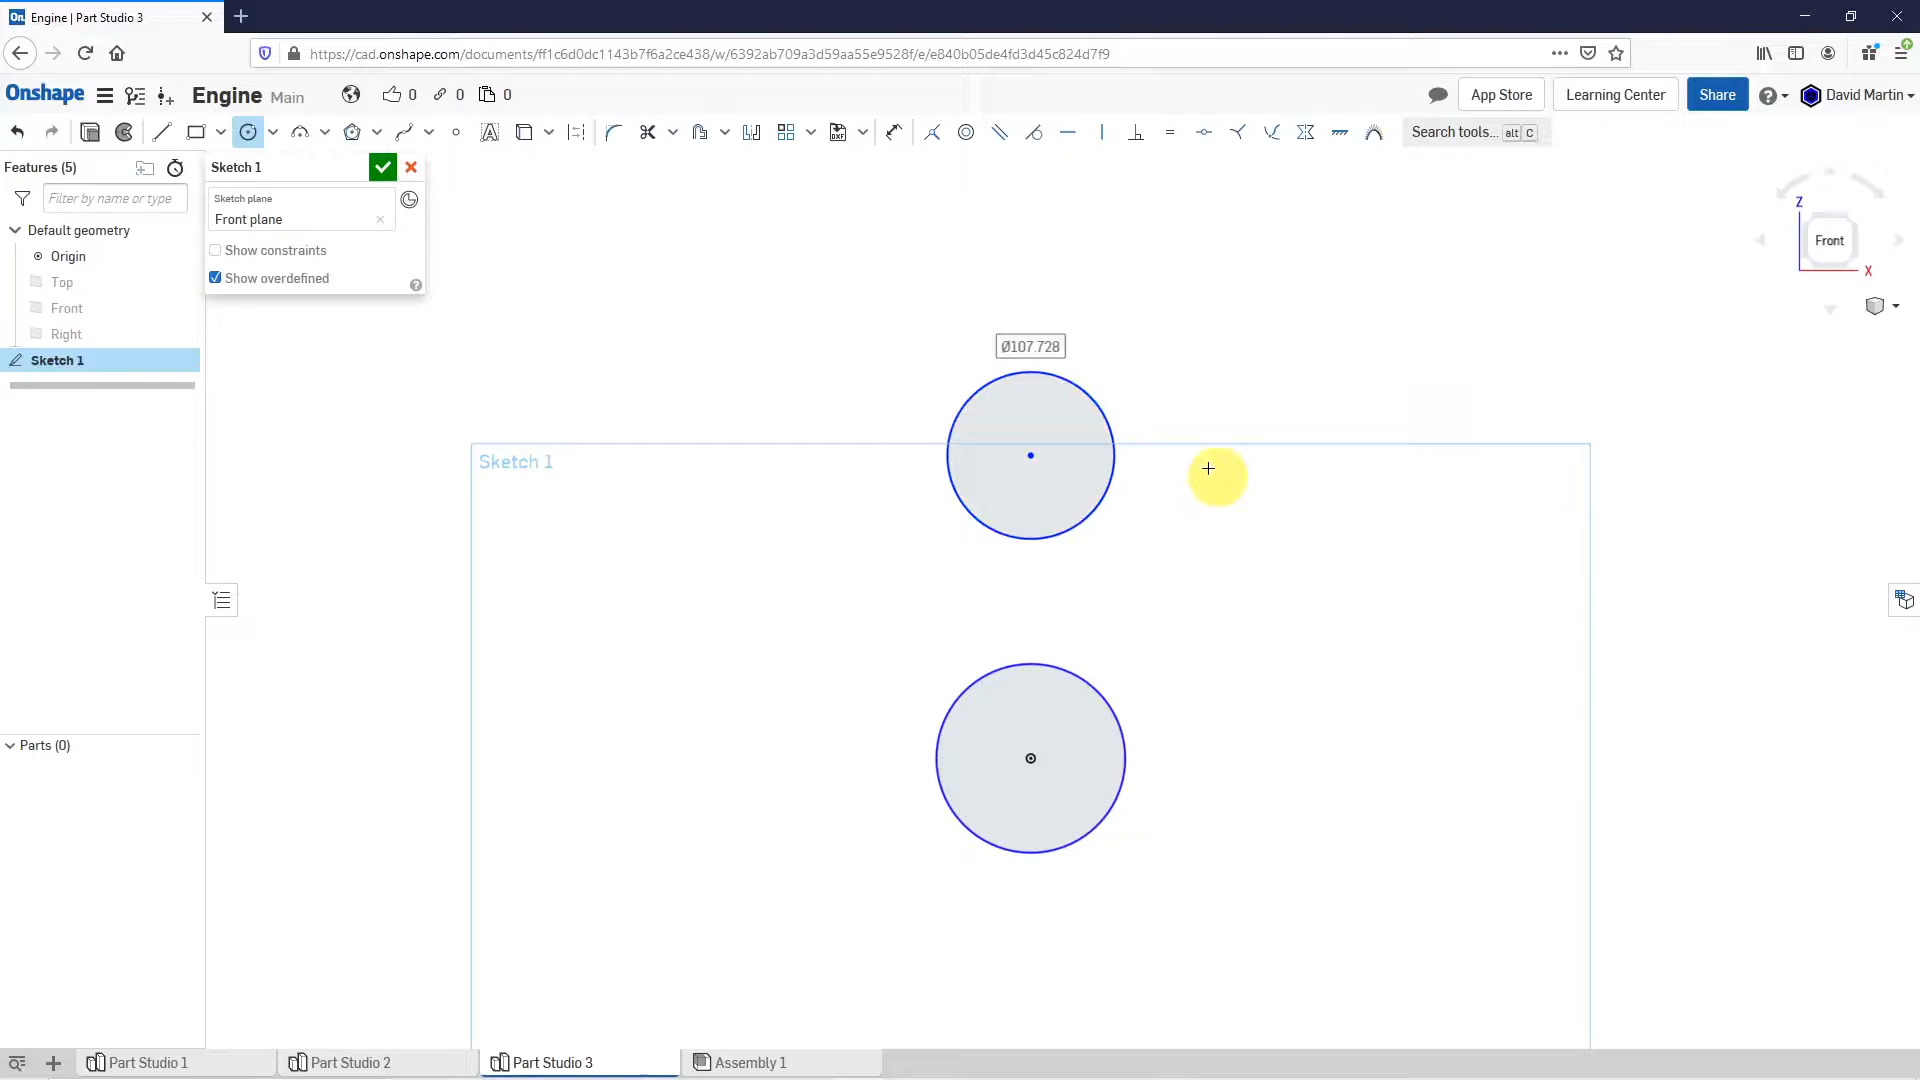 On Engine | Part Studio 3
https://cad.onshape.com/documents/ff1c6d0dc1143b7f6a2ce438/w/6392ab709a3d59aa55e9528f/e/e840b05de4fd3d45c824d7f9
Onshape Engine Main 0 0 0 App Store Learning Center Share David Martin
Search tools... alt C
Features (5)
Filter by name or type
Default geometry
Origin
Top
Front
Right
Sketch 1
Parts (0)
Sketch 1
Sketch plane
Front plane
Show constraints
Show overdefined
Ø107.728
Sketch 1
Z
Front
X
Part Studio 1 Part Studio 2 Part Studio 3 Assembly 1